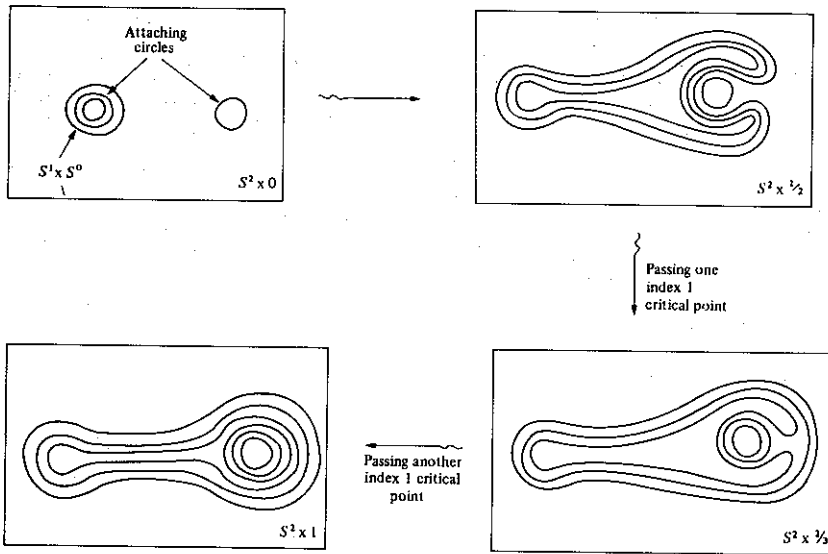 Attaching
circles
S¹ x S⁰
S² x 0
S² x ²/₂
Passing one
index 1
critical point
S² x ²/₃
Passing another
index 1 critical
point
S² x 1